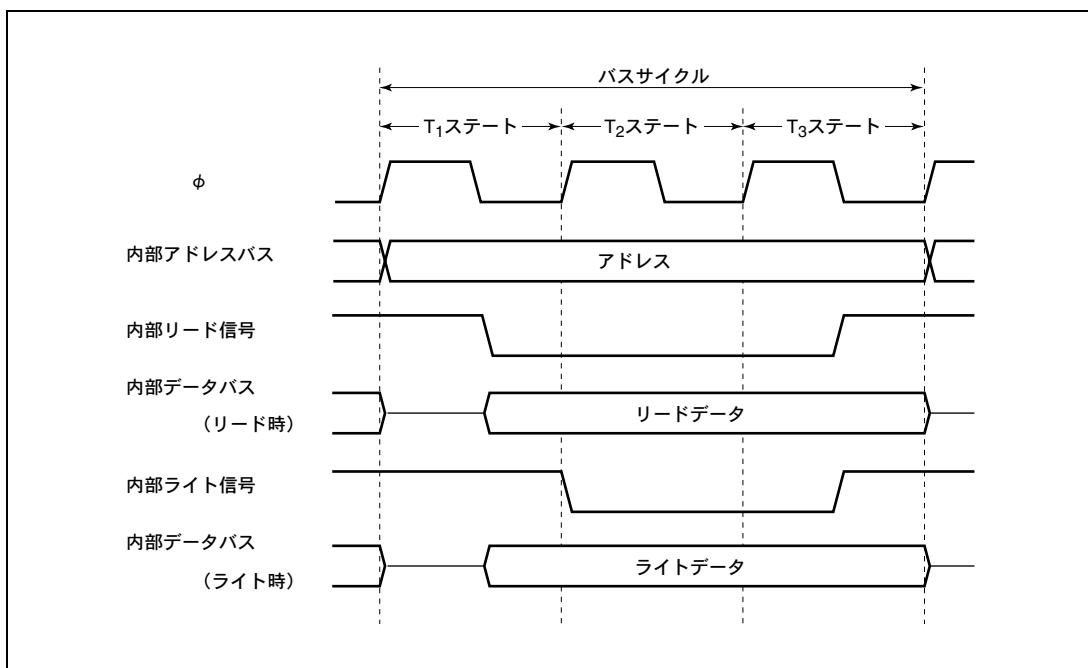 バスサイクル
T1ステート T2ステート T3ステート
φ
内部アドレスバス
アドレス
内部リード信号
内部データバス
(リード時)
リードデータ
内部ライト信号
内部データバス
(ライト時)
ライトデータ